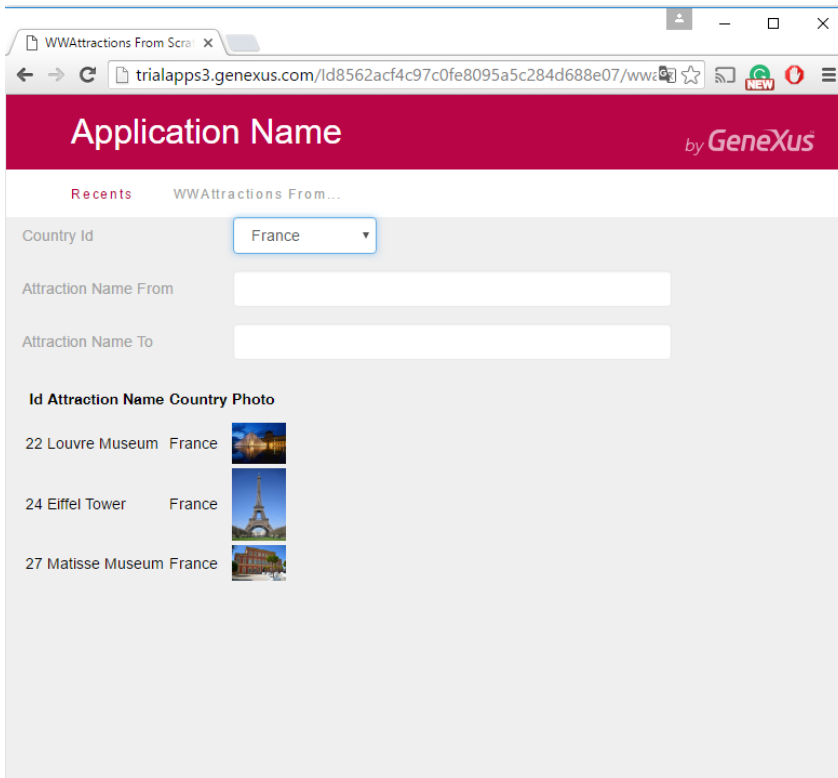 WWAttractions From Scra
trialapps3.genexus.com/Id8562acf4c97c0fe8095a5c284d688e07/wwa
NEW
Application Name
by GeneXus
Recents WWAttractions From...
Country Id France
Attraction Name From
Attraction Name To
Id Attraction Name Country Photo
22 Louvre Museum France
24 Eiffel Tower France
27 Matisse Museum France